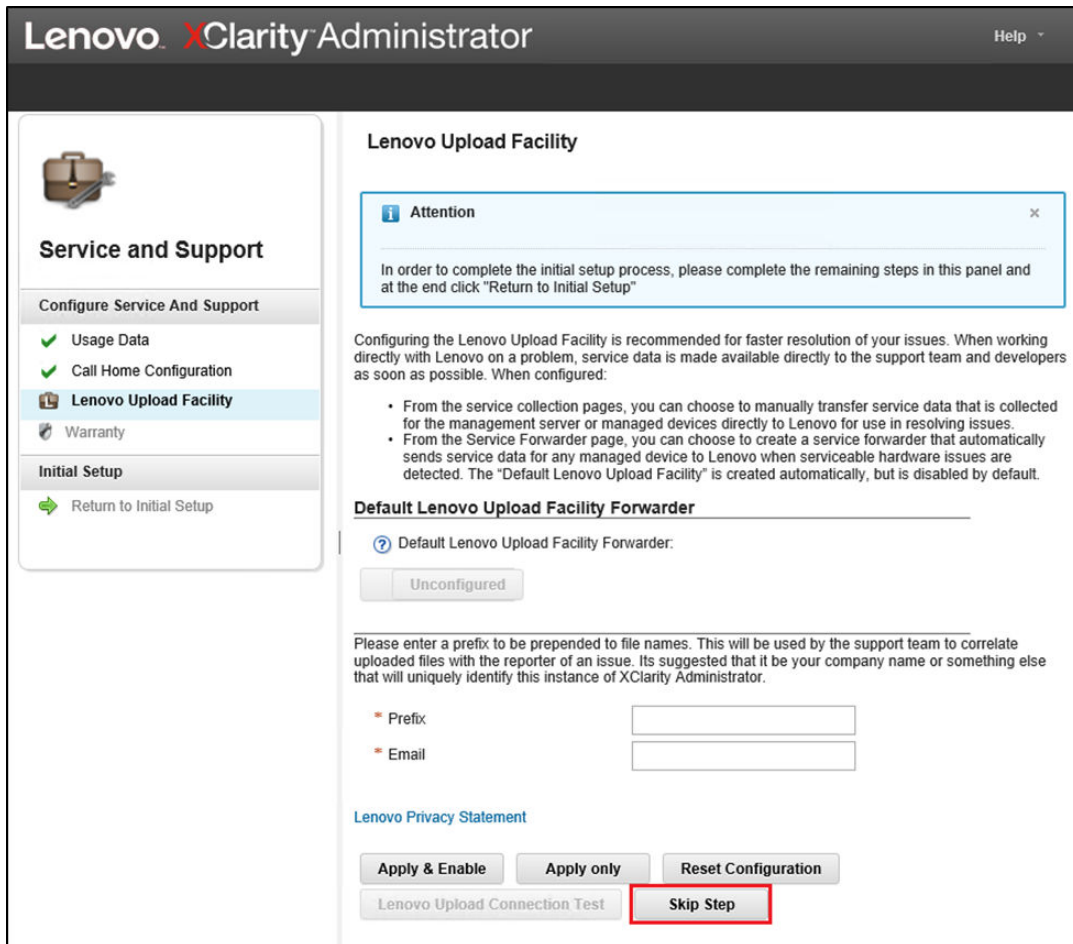 Lenovo. XClarity Administrator
Help
Service and Support
Configure Service And Support
Usage Data
Call Home Configuration
Lenovo Upload Facility
Warranty
Initial Setup
Return to Initial Setup
Lenovo Upload Facility
Attention
In order to complete the initial setup process, please complete the remaining steps in this panel and
at the end click "Return to Initial Setup"
Configuring the Lenovo Upload Facility is recommended for faster resolution of your issues. When working
directly with Lenovo on a problem, service data is made available directly to the support team and developers
as soon as possible. When configured:
• From the service collection pages, you can choose to manually transfer service data that is collected
for the management server or managed devices directly to Lenovo for use in resolving issues.
• From the Service Forwarder page, you can choose to create a service forwarder that automatically
sends service data for any managed device to Lenovo when serviceable hardware issues are
detected. The “Default Lenovo Upload Facility” is created automatically, but is disabled by default.
Default Lenovo Upload Facility Forwarder
Default Lenovo Upload Facility Forwarder:
Unconfigured
Please enter a prefix to be prepended to file names. This will be used by the support team to correlate
uploaded files with the reporter of an issue. Its suggested that it be your company name or something else
that will uniquely identify this instance of XClarity Administrator.
* Prefix
* Email
Lenovo Privacy Statement
Apply & Enable Apply only Reset Configuration
Lenovo Upload Connection Test Skip Step